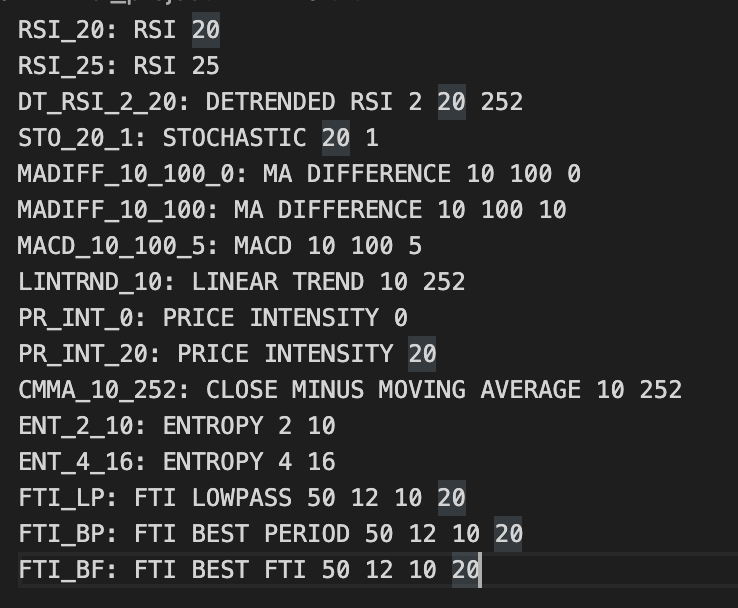 RSI_20: RSI 20
RSI_25: RSI 25
DT_RSI_2_20: DETRENDED RSI 2 20 252
STO_20_1: STOCHASTIC 20 1
MADIFF_10_100_0: MA DIFFERENCE 10 100 0
MADIFF_10_100: MA DIFFERENCE 10 100 10
MACD_10_100_5: MACD 10 100 5
LINTRND_10: LINEAR TREND 10 252
PR_INT_0: PRICE INTENSITY 0
PR_INT_20: PRICE INTENSITY 20
CMMA_10_252: CLOSE MINUS MOVING AVERAGE 10 252
ENT_2_10: ENTROPY 2 10
ENT_4_16: ENTROPY 4 16
FTI_LP: FTI LOWPASS 50 12 10 20
FTI_BP: FTI BEST PERIOD 50 12 10 20
FTI_BF: FTI BEST FTI 50 12 10 20